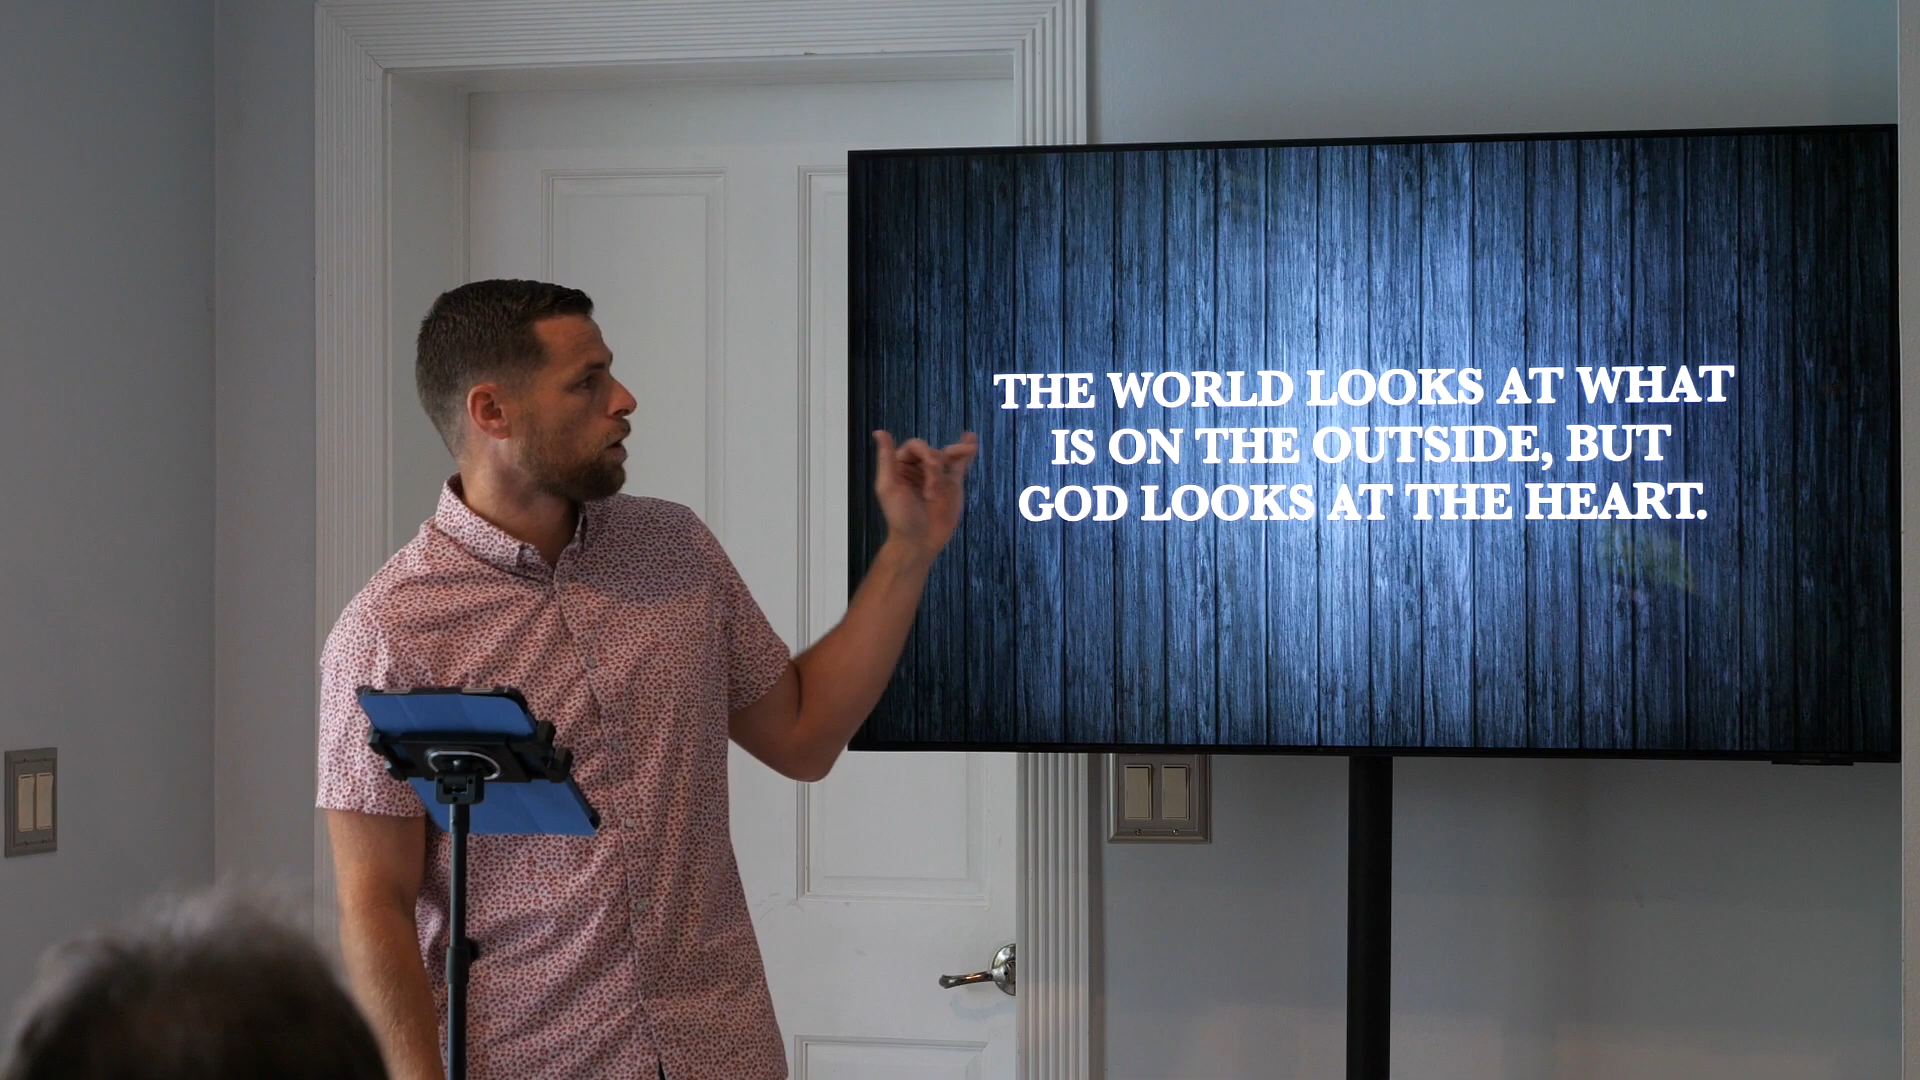 THE WORLD LOOKS AT WHAT
IS ON THE OUTSIDE, BUT
GOD LOOKS AT THE HEART.